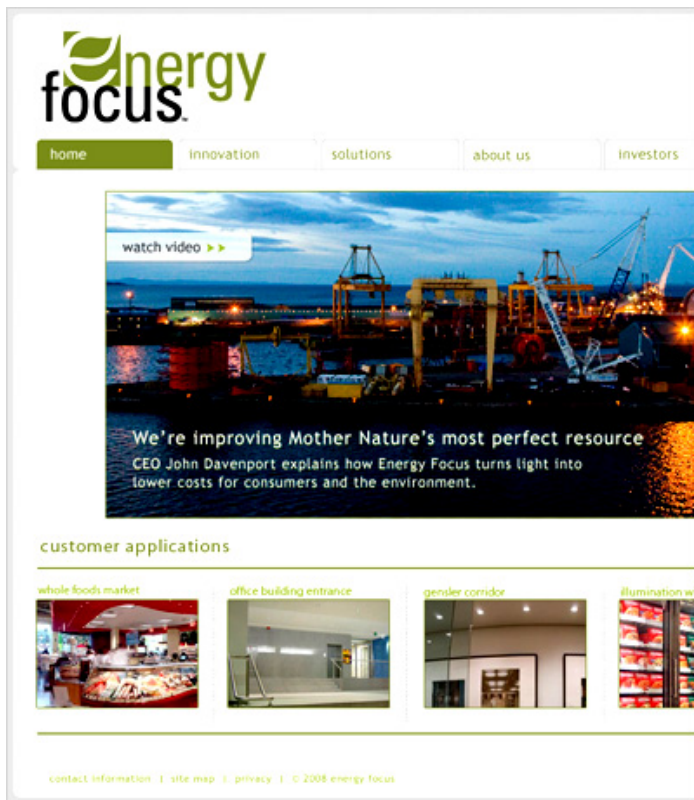 energy
focus™
home
innovation
solutions
about us
investors
watch video
We're improving Mother Nature's most perfect resource
CEO John Davenport explains how Energy Focus turns light into
lower costs for consumers and the environment.
customer applications
whole foods market
office building entrance
gensler corridor
illumination w
contact information | site map | privacy | © 2008 energy focus